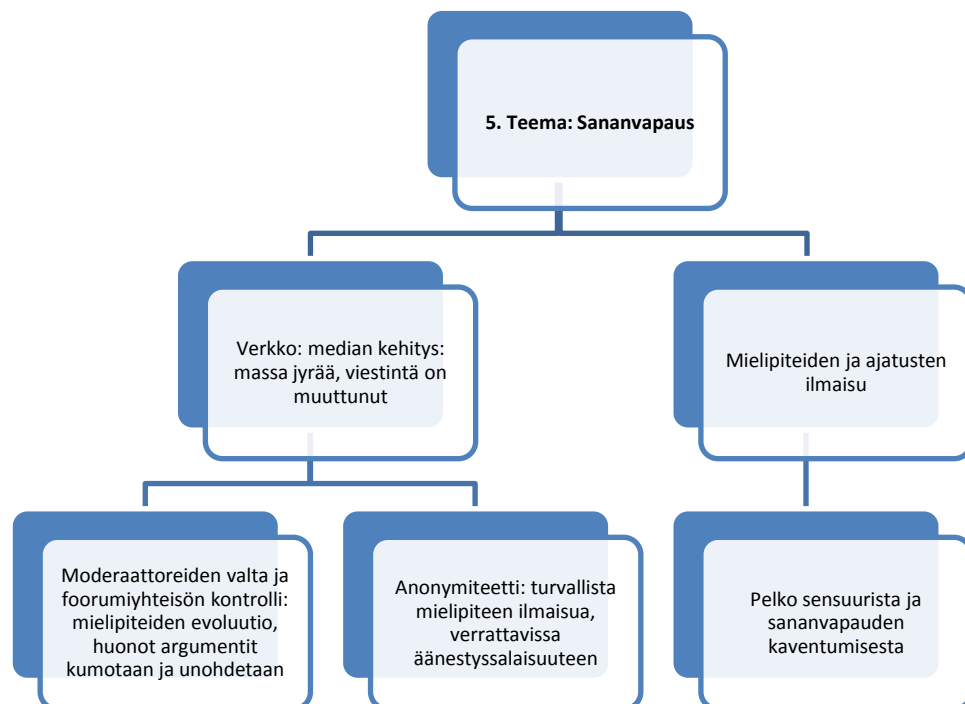 5. Teema: Sananvapaus
Verkko: median kehitys:
massa jyrää, viestintä on
muuttunut
Mielipiteiden ja ajatusten
ilmaisu
Moderaattoreiden valta ja
foorumiyhteisön kontrolli:
mielipiteiden evoluutio,
huonot argumentit
kumotaan ja unohdetaan
Anonymiteetti: turvallista
mielipiteen ilmaisua,
verrattavissa
äänestyssalaisuuteen
Pelko sensuurista ja
sananvapauden
kaventumisesta